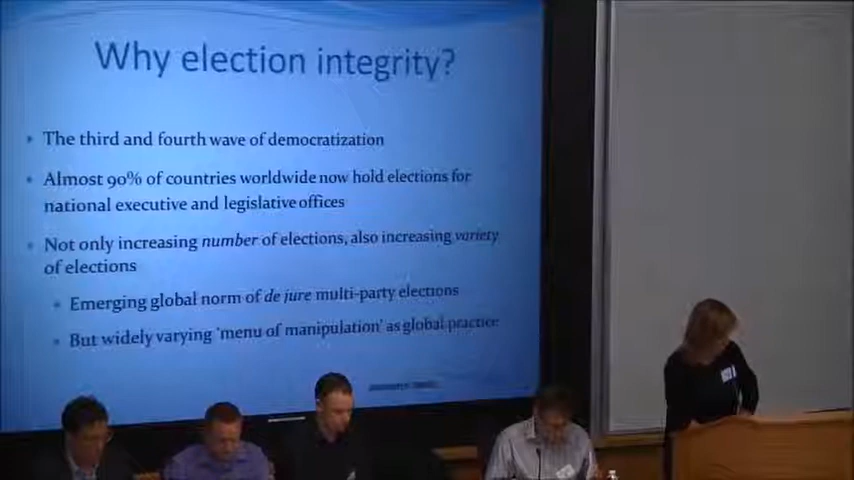 Why election integrity?
• The third and fourth wave of democratization
• Almost 90% of countries worldwide now hold elections for
national executive and legislative offices
• Not only increasing number of elections, also increasing variety
of elections
• Emerging global norm of de jure multi-party elections
• But widely varying 'menu of manipulation' as global practice